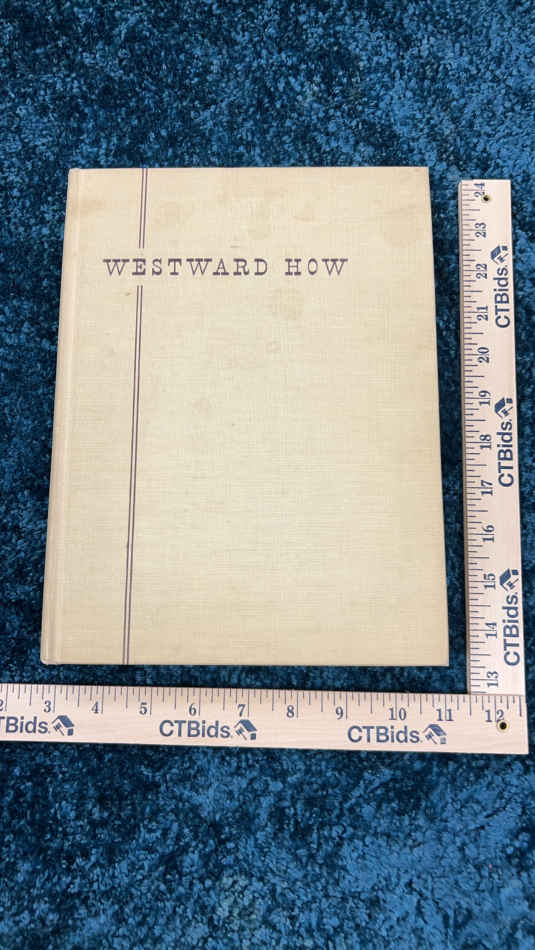 WESTWARD HOW
24
23
22
CTBids.
21
20
19
18
CTBids.
17
16
15
14
CTBids.
13
2 3 4 5 6 7 8 9 10 11 12
CTBids. CTBids. CTBids.